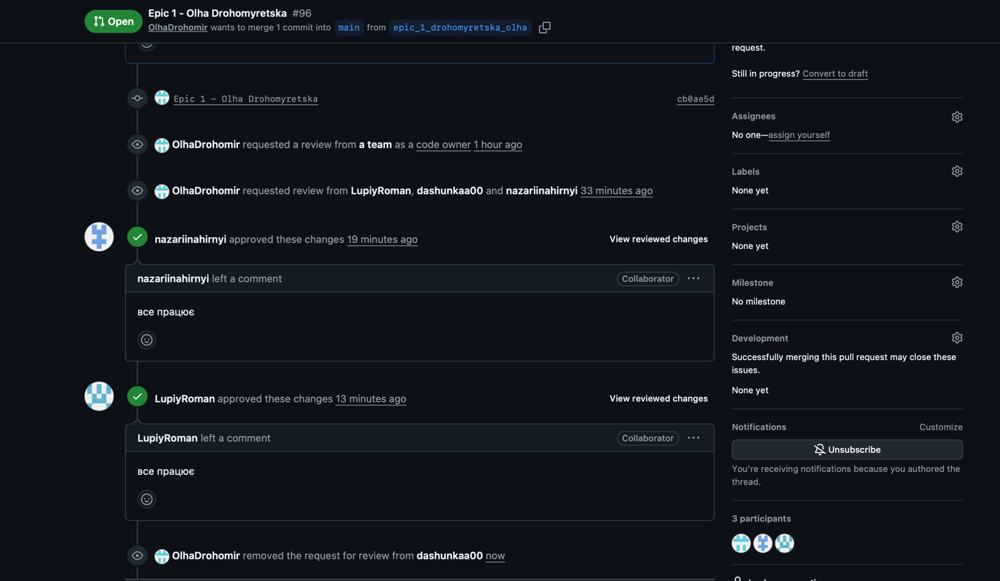 Open
Epic 1 - Olha Drohomyretska #96
OlhaDrohomir wants to merge 1 commit into main from epic_1_drohomyretska_olha
Epic 1 – Olha Drohomyretska cb0ae5d
OlhaDrohomir requested a review from a team as a code owner 1 hour ago
OlhaDrohomir requested review from LupiyRoman, dashunkaa00 and nazariinahirnyi 33 minutes ago
nazariinahirnyi approved these changes 19 minutes ago View reviewed changes
nazariinahirnyi left a comment Collaborator ...
все працює
LupiyRoman approved these changes 13 minutes ago View reviewed changes
LupiyRoman left a comment Collaborator ...
все працює
OlhaDrohomir removed the request for review from dashunkaa00 now
request.
Still in progress? Convert to draft
Assignees
No one—assign yourself
Labels
None yet
Projects
None yet
Milestone
No milestone
Development
Successfully merging this pull request may close these
issues.
None yet
Notifications Customize
Unsubscribe
You're receiving notifications because you authored the
thread.
3 participants